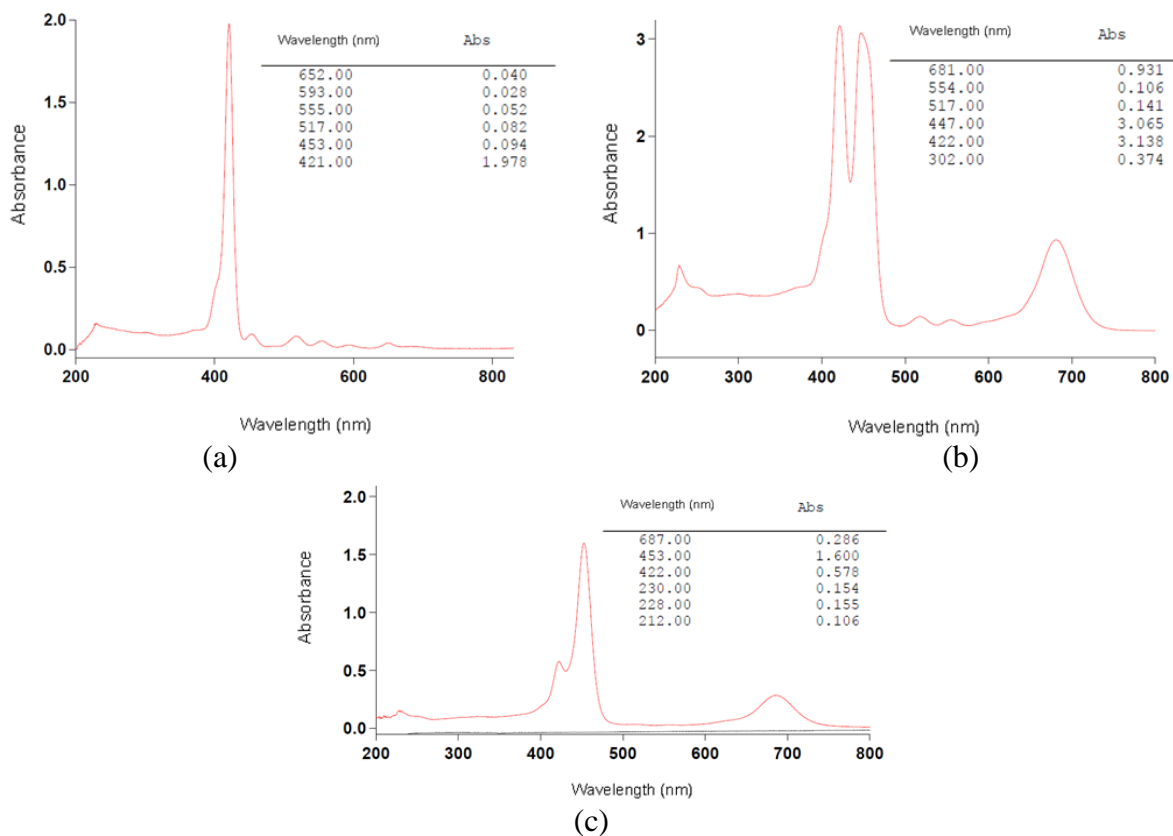 2.0
1.5
1.0
0.5
0.0
Absorbance
200 400 600 800
Wavelength (nm)
Wavelength (nm) Abs
652.00 0.040
593.00 0.028
555.00 0.052
517.00 0.082
453.00 0.094
421.00 1.978
(a)
3
2
1
0
Absorbance
200 300 400 500 600 700 800
Wavelength (nm)
Wavelength (nm) Abs
681.00 0.931
554.00 0.106
517.00 0.141
447.00 3.065
422.00 3.138
302.00 0.374
(b)
2.0
1.5
1.0
0.5
0.0
Absorbance
200 300 400 500 600 700 800
Wavelength (nm)
Wavelength (nm) Abs
687.00 0.286
453.00 1.600
422.00 0.578
230.00 0.154
228.00 0.155
212.00 0.106
(c)